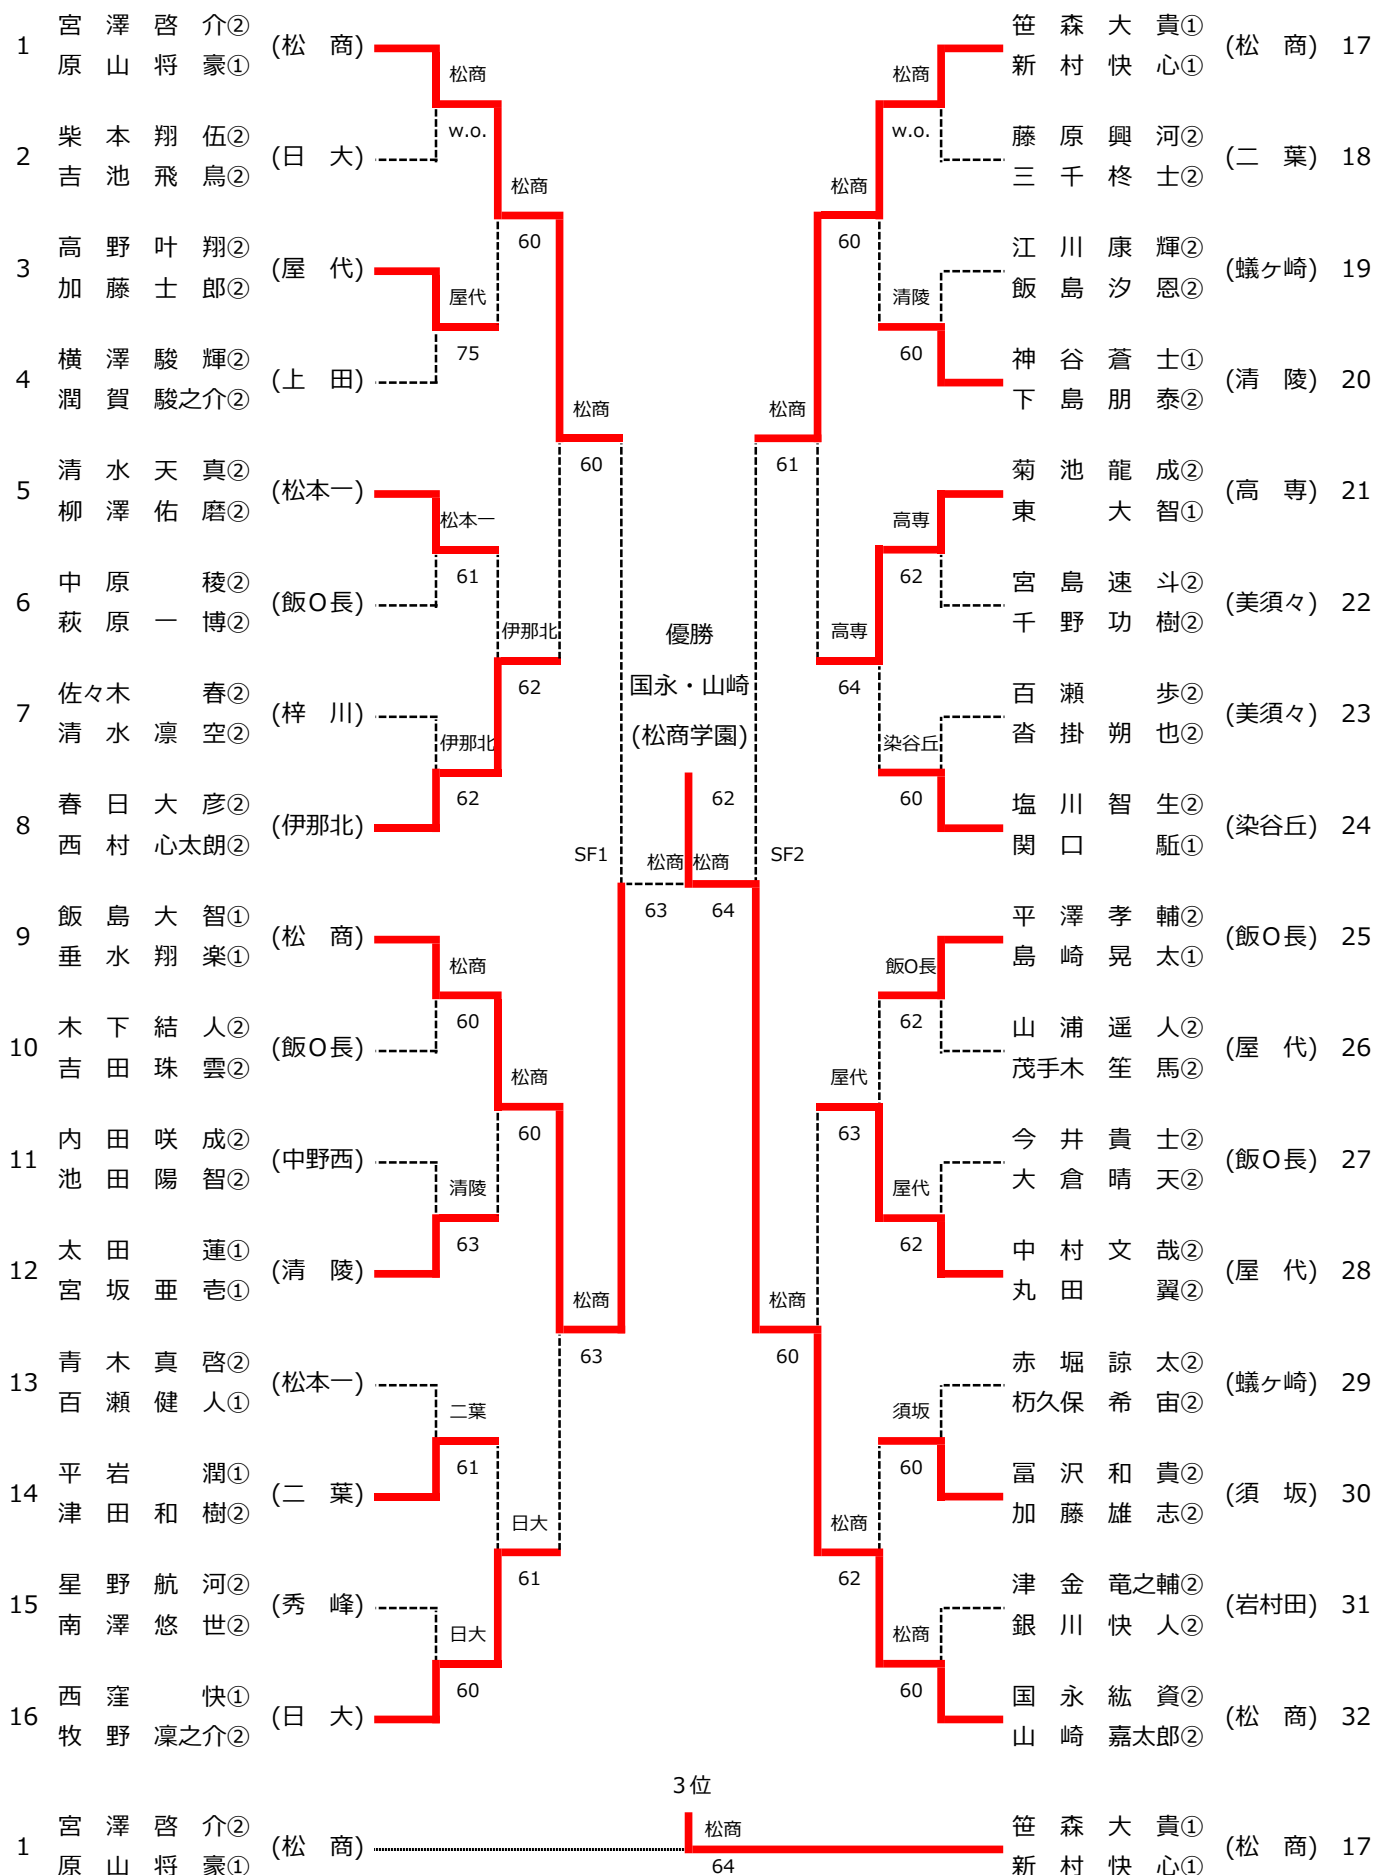 1 宮澤啓介② (松商)
原山将豪①
2 柴本翔伍② (日大)
吉池飛鳥②
3 高野叶翔② (屋代)
加藤士郎②
4 横澤駿輝② (上田)
潤賀駿之介②
5 清水天真② (松本一)
柳澤佑磨②
6 中原稜② (飯O長)
萩原一博②
7 佐々木春② (梓川)
清水凛空②
8 春日大彦② (伊那北)
西村心太朗②
9 飯島大智① (松商)
垂水翔楽①
10 木下結人② (飯O長)
吉田珠雲②
11 内田咲成② (中野西)
池田陽智②
12 太田蓮① (清陵)
宮坂亜壱①
13 青木真啓② (松本一)
百瀬健人①
14 平岩潤① (二葉)
津田和樹②
15 星野航河② (秀峰)
南澤悠世②
16 西窪快① (日大)
牧野凜之介②
松商
w.o.
屋代
75
松本一
61
伊那北
62
松商
60
清陵
63
二葉
61
日大
60
松商
60
伊那北
62
松商
60
日大
61
松商
60
松商
63
SF1
松商
63
優勝
国永・山崎
(松商学園)
62
松商
64
SF2
松商
61
松商
60
松商
60
高専
64
屋代
63
松商
62
松商
w.o.
清陵
60
高専
62
染谷丘
60
飯O長
62
屋代
62
須坂
60
松商
60
笹森大貴① (松商) 17
新村快心①
藤原興河② (二葉) 18
三千柊士②
江川康輝② (蟻ヶ崎) 19
飯島汐恩②
神谷蒼士① (清陵) 20
下島朋泰②
菊池龍成② (高専) 21
東大智①
宮島速斗② (美須々) 22
千野功樹②
百瀬歩② (美須々) 23
沓掛朔也②
塩川智生② (染谷丘) 24
関口駈①
平澤孝輔② (飯O長) 25
島崎晃太①
山浦遥人② (屋代) 26
茂手木笙馬②
今井貴士② (飯O長) 27
大倉晴天②
中村文哉② (屋代) 28
丸田翼②
赤堀諒太② (蟻ヶ崎) 29
杤久保希宙②
冨沢和貴② (須坂) 30
加藤雄志②
津金竜之輔② (岩村田) 31
銀川快人②
国永紘資② (松商) 32
山崎嘉太郎②
3位
1 宮澤啓介② (松商)
原山将豪①
松商
64
笹森大貴① (松商) 17
新村快心①